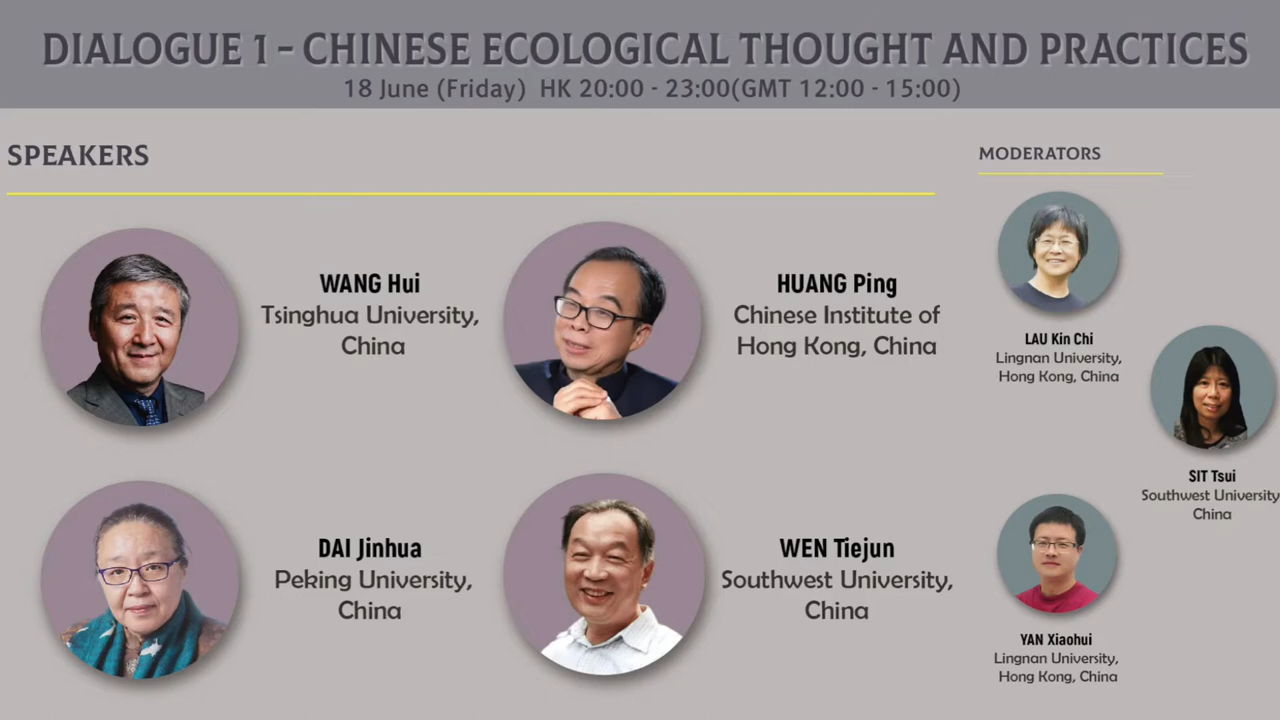 DIALOGUE 1 - CHINESE ECOLOGICAL THOUGHT AND PRACTICES
18 June (Friday) HK 20:00 - 23:00(GMT 12:00 - 15:00)
SPEAKERS
WANG Hui
Tsinghua University,
China
HUANG Ping
Chinese Institute of
Hong Kong, China
DAI Jinhua
Peking University,
China
WEN Tiejun
Southwest University,
China
MODERATORS
LAU Kin Chi
Lingnan University,
Hong Kong, China
SIT Tsui
Southwest University
China
YAN Xiaohui
Lingnan University,
Hong Kong, China